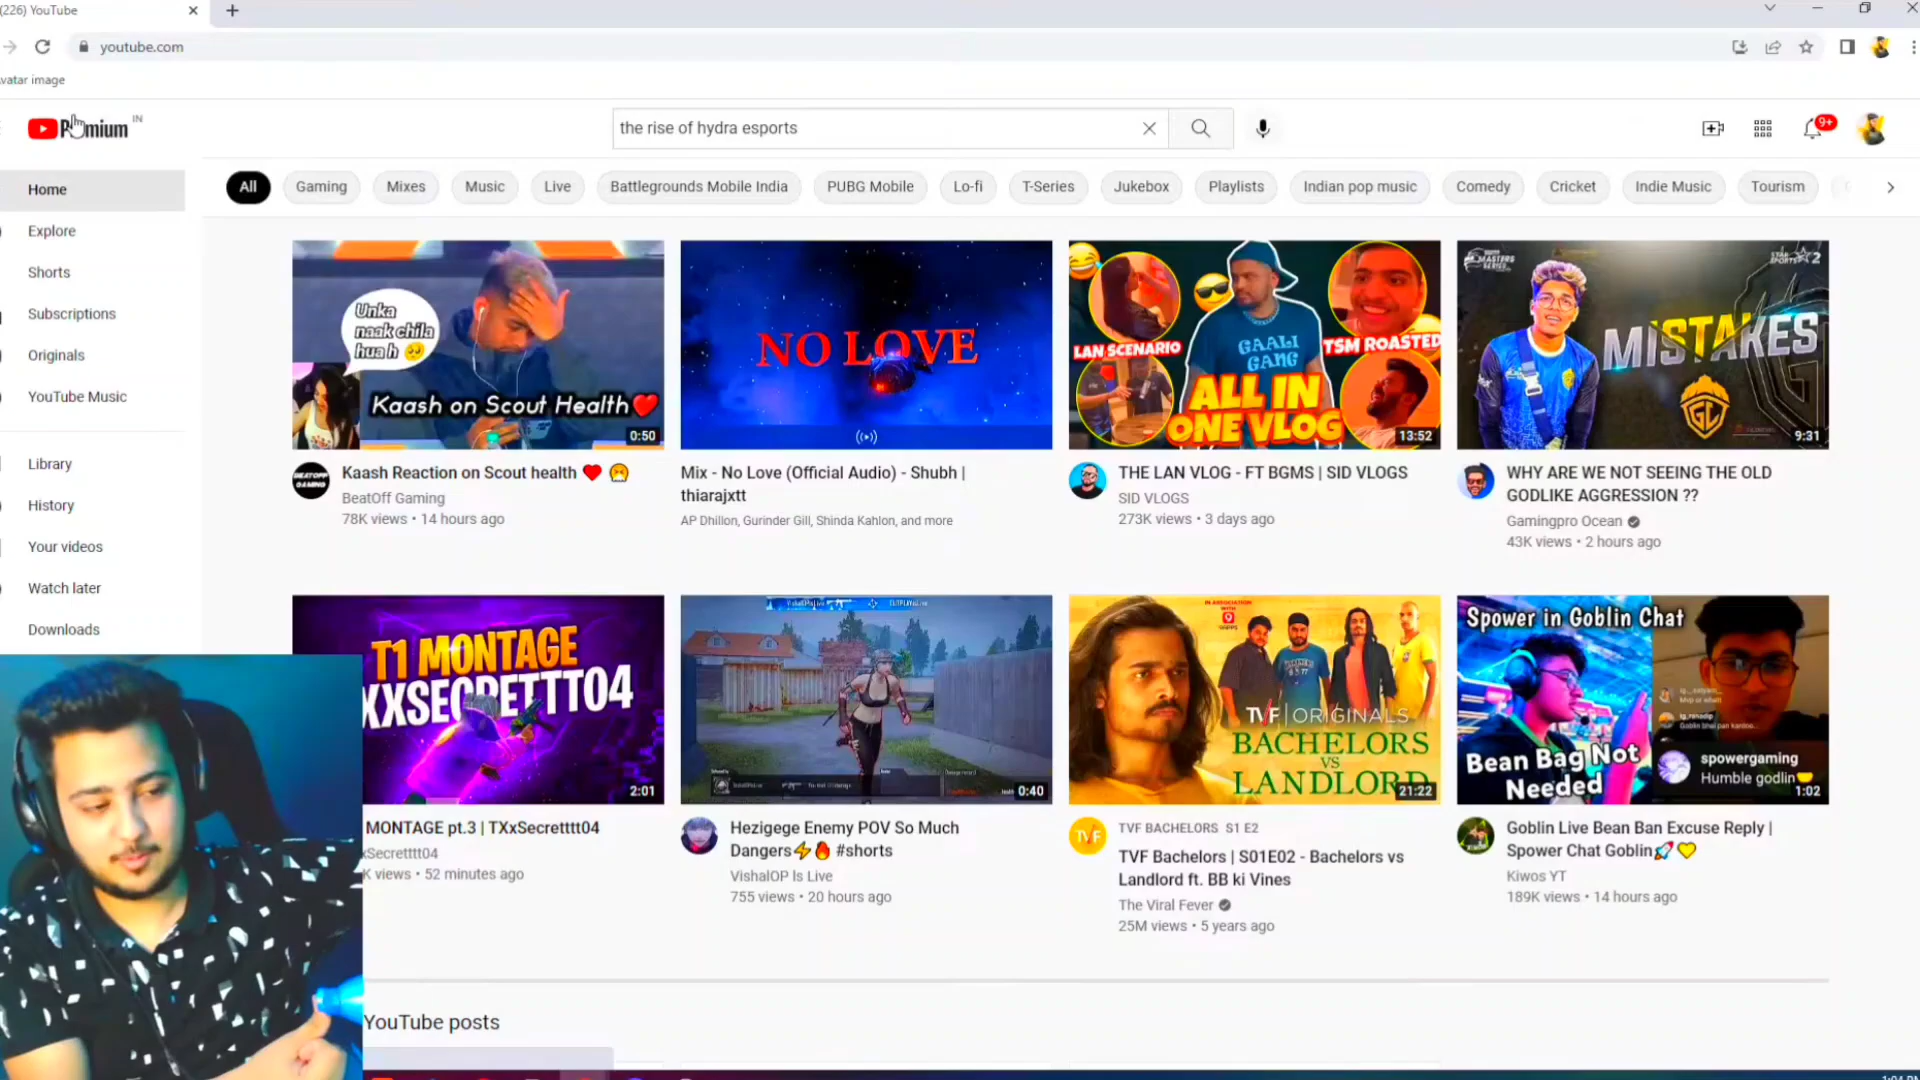 (226) YouTube
youtube.com
vatar image
IN
the rise of hydra esports
9+
Home
Explore
Shorts
Subscriptions
Originals
YouTube Music
Library
History
Your videos
Watch later
Downloads
All
Gaming
Mixes
Music
Live
Battlegrounds Mobile India
PUBG Mobile
Lo-fi
T-Series
Jukebox
Playlists
Indian pop music
Comedy
Cricket
Indie Music
Tourism
Unka
naak chila
hua h 🥺
Kaash on Scout Health❤️
0:50
Kaash Reaction on Scout health ❤️
BeatOff Gaming
78K views • 14 hours ago
NO LOVE
Mix - No Love (Official Audio) - Shubh |
thiarajxtt
AP Dhillon, Gurinder Gill, Shinda Kahlon, and more
LAN SCENARIO
GAALI
GANG
TSM ROASTED
ALL IN
ONE VLOG
13:52
THE LAN VLOG - FT BGMS | SID VLOGS
SID VLOGS
273K views • 3 days ago
MASTERS
SERIES
2
MISTAKES
GL
9:31
WHY ARE WE NOT SEEING THE OLD
GODLIKE AGGRESSION ??
Gamingpro Ocean
43K views • 2 hours ago
T1 MONTAGE
XXSECRETTT04
2:01
MONTAGE pt.3 | TXxSecretttt04
xSecretttt04
K views • 52 minutes ago
0:40
Hezigege Enemy POV So Much
Dangers⚡🔥 #shorts
VishalOP Is Live
755 views • 20 hours ago
IN ASSOCIATION
WITH
TVF | ORIGINALS
BACHELORS
VS
LANDLORD
21:22
TVF
TVF BACHELORS S1 E2
TVF Bachelors | S01E02 - Bachelors vs
Landlord ft. BB ki Vines
The Viral Fever
25M views • 5 years ago
Spower in Goblin Chat
Bean Bag Not
Needed
spowergaming
Humble goblin💛
1:02
Goblin Live Bean Ban Excuse Reply |
Spower Chat Goblin🚀💛
Kiwos YT
189K views • 14 hours ago
YouTube posts